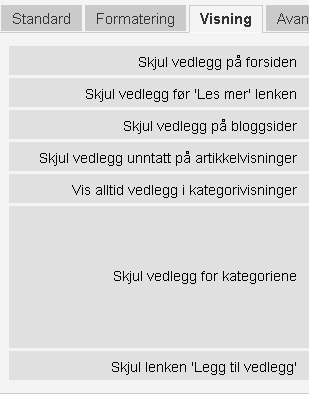 Standard Formatering Visning Avan
Skjul vedlegg på forsiden
Skjul vedlegg før 'Les mer' lenken
Skjul vedlegg på bloggsider
Skjul vedlegg unntatt på artikkelvisninger
Vis alltid vedlegg i kategorivisninger
Skjul vedlegg for kategoriene
Skjul lenken 'Legg til vedlegg'